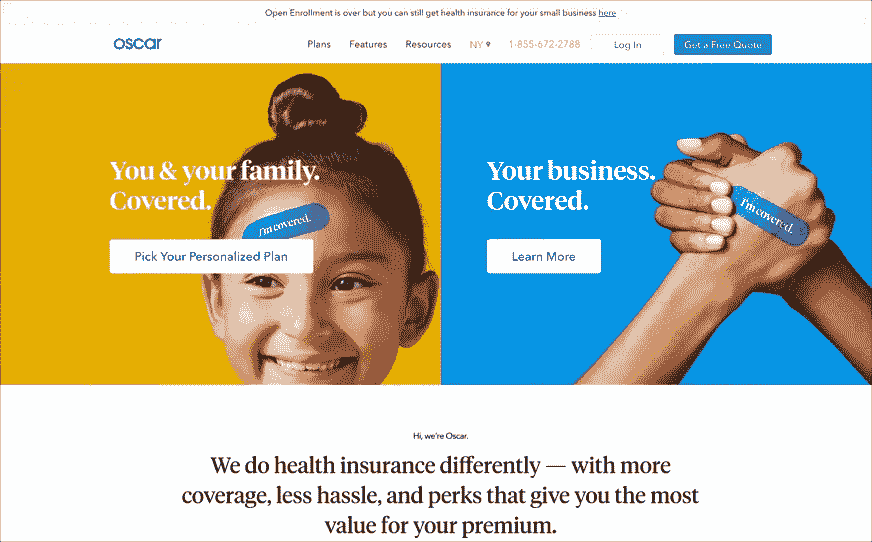 Open Enrollment is over but you can still get health insurance for your small business here
oscar
Plans Features Resources NY 1-855-672-2788 Log In Get a Free Quote
You & your family.
Covered.
I'm covered.
Pick Your Personalized Plan
Your business.
Covered.
I'm covered.
Learn More
Hi, we're Oscar.
We do health insurance differently — with more
coverage, less hassle, and perks that give you the most
value for your premium.